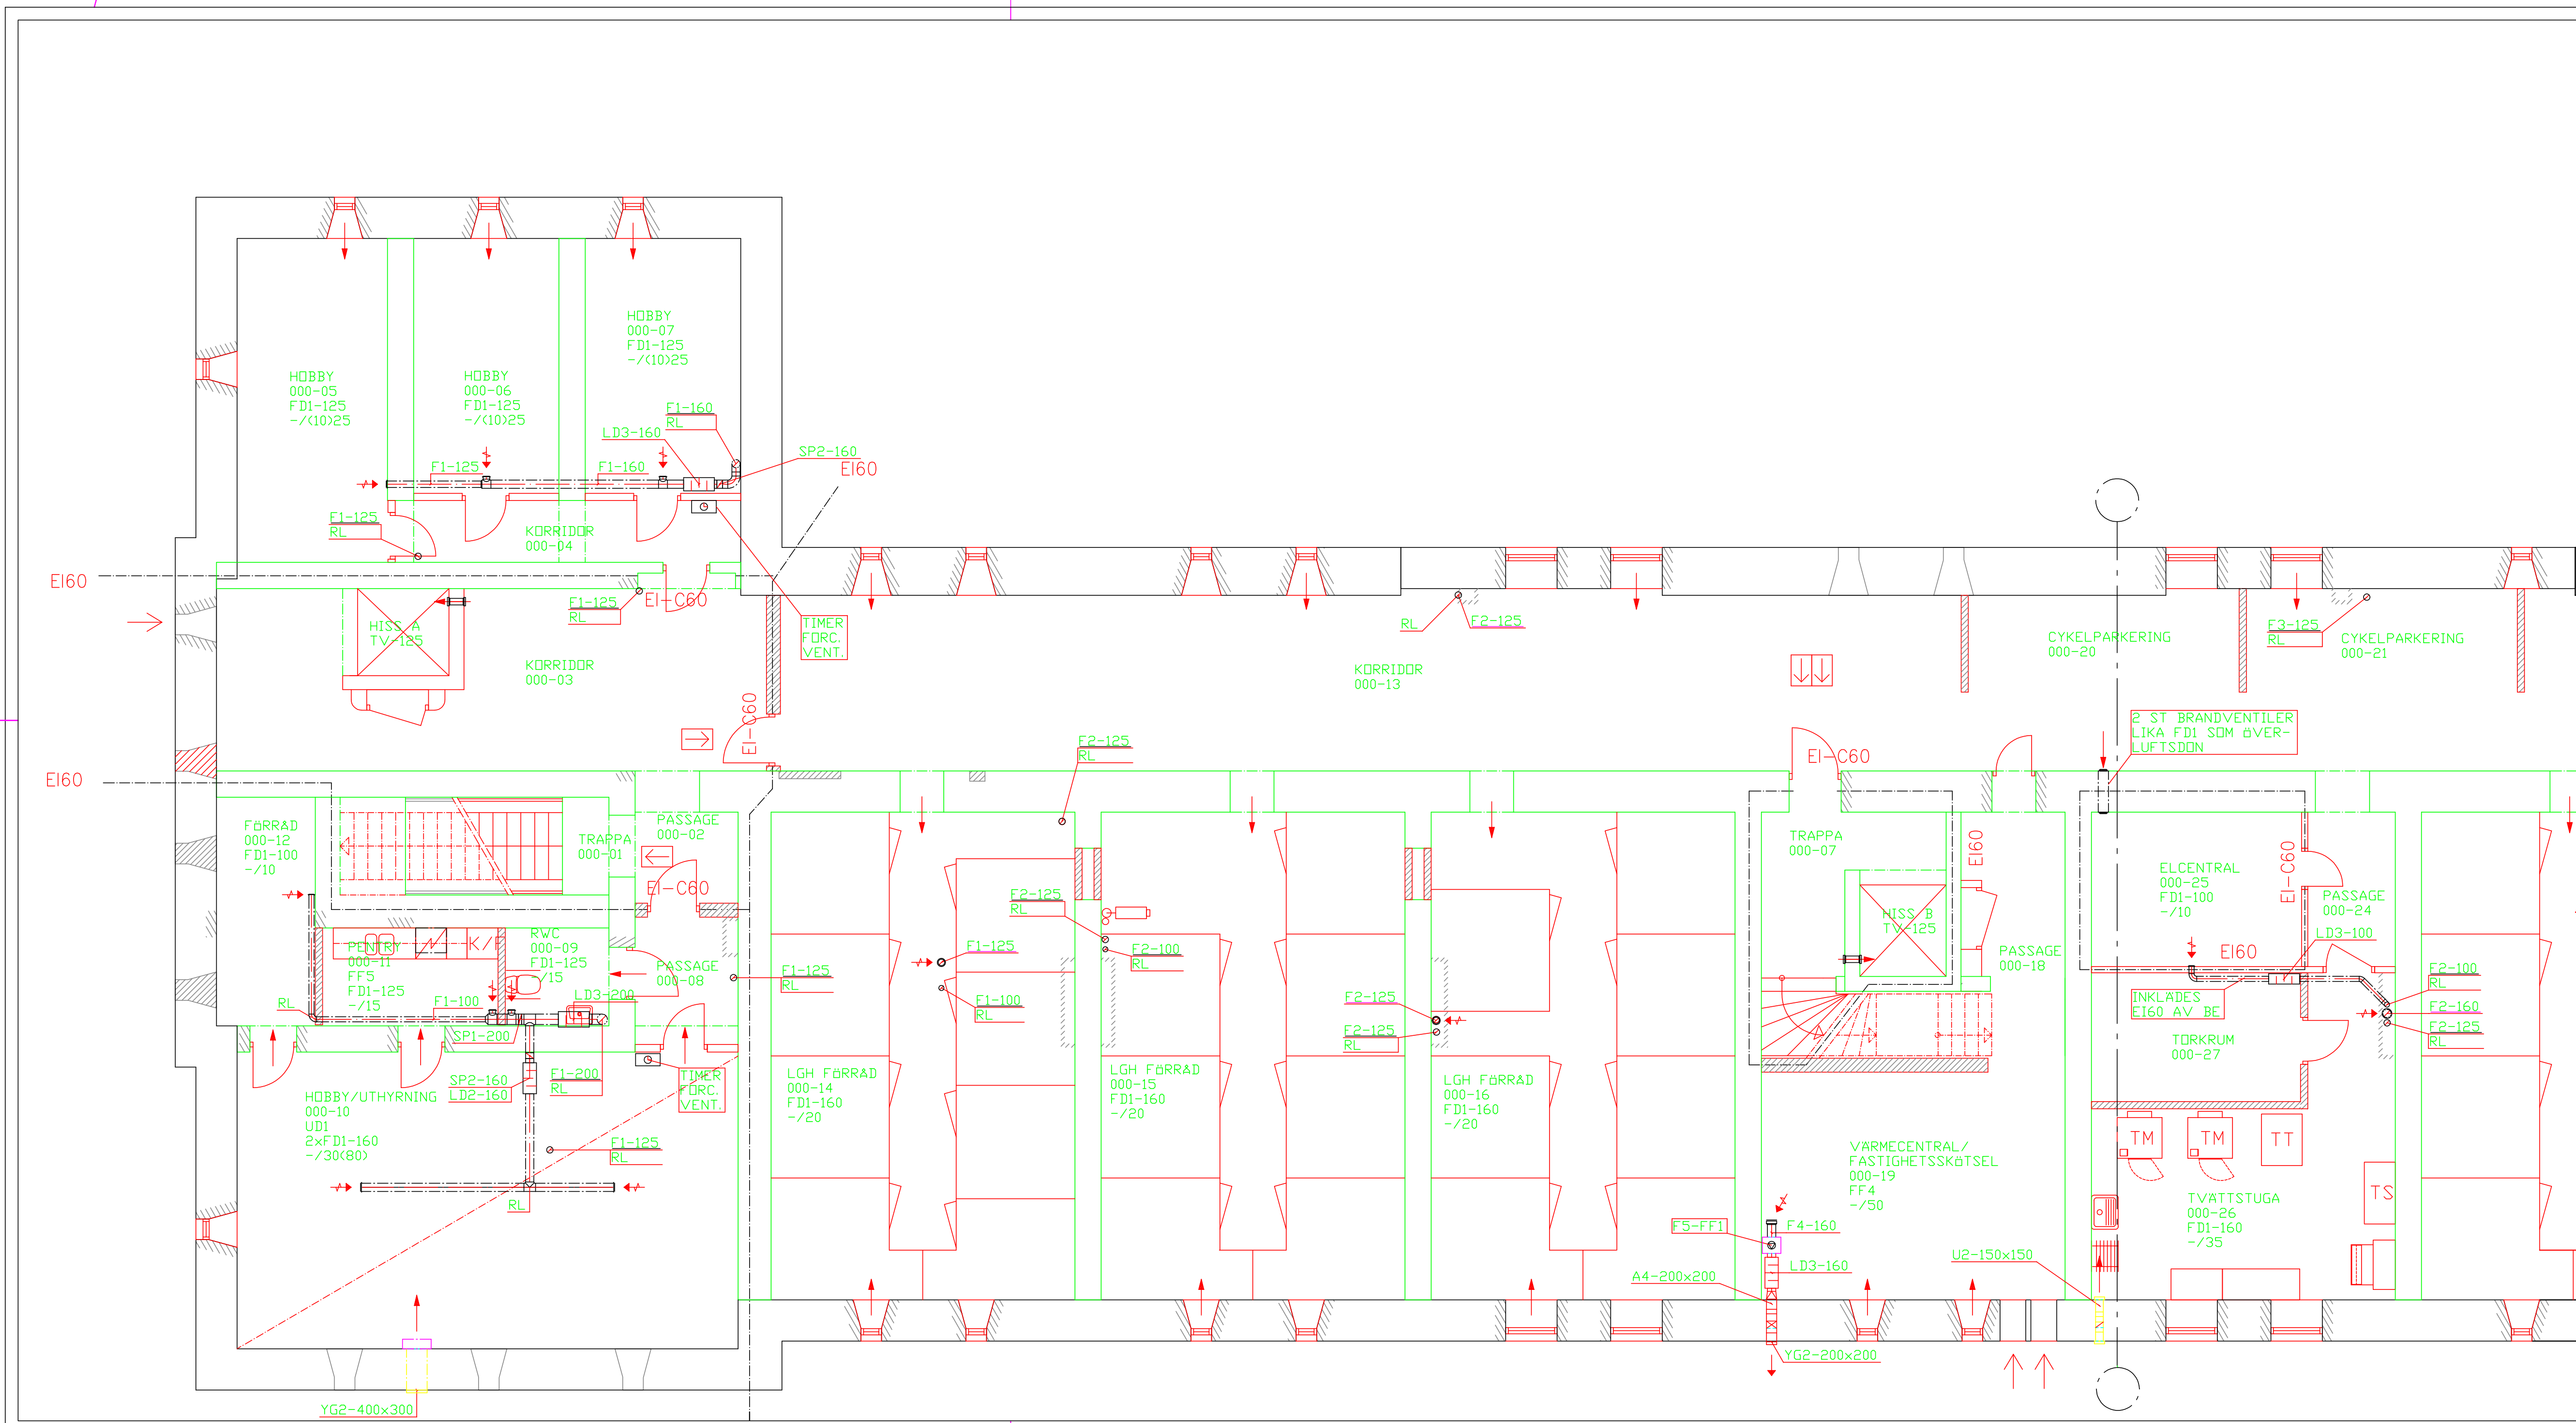 HOBBY
000-07
FD1-125
-/(10)25
HOBBY
000-05
FD1-125
-/(10)25
HOBBY
000-06
FD1-125
-/(10)25
F1-160
RL
LD3-160
SP2-160
EI60
F1-125
F1-160
F1-125
RL
KORRIDOR
000-04
EI60
F1-125
RL
EI-C60
HISS A
TV-125
KORRIDOR
000-03
TIMER
FORC.
VENT.
RL
F2-125
KORRIDOR
000-13
CYKELPARKERING
000-20
F3-125
RL
CYKELPARKERING
000-21
EI-C60
2 ST BRANDVENTILER
LIKA FD1 SOM ÖVER-
LUFTSDON
F2-125
RL
EI-C60
EI60
FÖRRÅD
000-12
FD1-100
-/10
TRAPPA
000-01
PASSAGE
000-02
EI-C60
TRAPPA
000-07
EI60
ELCENTRAL
000-25
FD1-100
-/10
EI-C60
PASSAGE
000-24
F2-125
RL
HISS B
TV-125
PENTRY
000-11
FF5
FD1-125
-/15
K/F
RWC
000-09
FD1-125
-/15
PASSAGE
000-08
F1-125
RL
F1-125
F2-100
RL
PASSAGE
000-18
EI60
LD3-100
F1-100
RL
F2-125
F2-125
RL
F2-100
RL
F2-160
F2-125
RL
INKLÄDES
EI60 AV BE
TORKRUM
000-27
RL
F1-100
LD3-200
SP1-200
SP2-160
LD2-160
F1-200
RL
TIMER
FORC.
VENT.
HOBBY/UTHYRNING
000-10
UD1
2xFD1-160
-/30(80)
F1-125
RL
RL
LGH FÖRRÅD
000-14
FD1-160
-/20
LGH FÖRRÅD
000-15
FD1-160
-/20
LGH FÖRRÅD
000-16
FD1-160
-/20
VÄRMECENTRAL/
FASTIGHETSSKÖTSEL
000-19
FF4
-/50
TM
TM
TT
TS
TVÄTTSTUGA
000-26
FD1-160
-/35
F5-FF1
F4-160
LD3-160
A4-200x200
U2-150x150
YG2-200x200
YG2-400x300